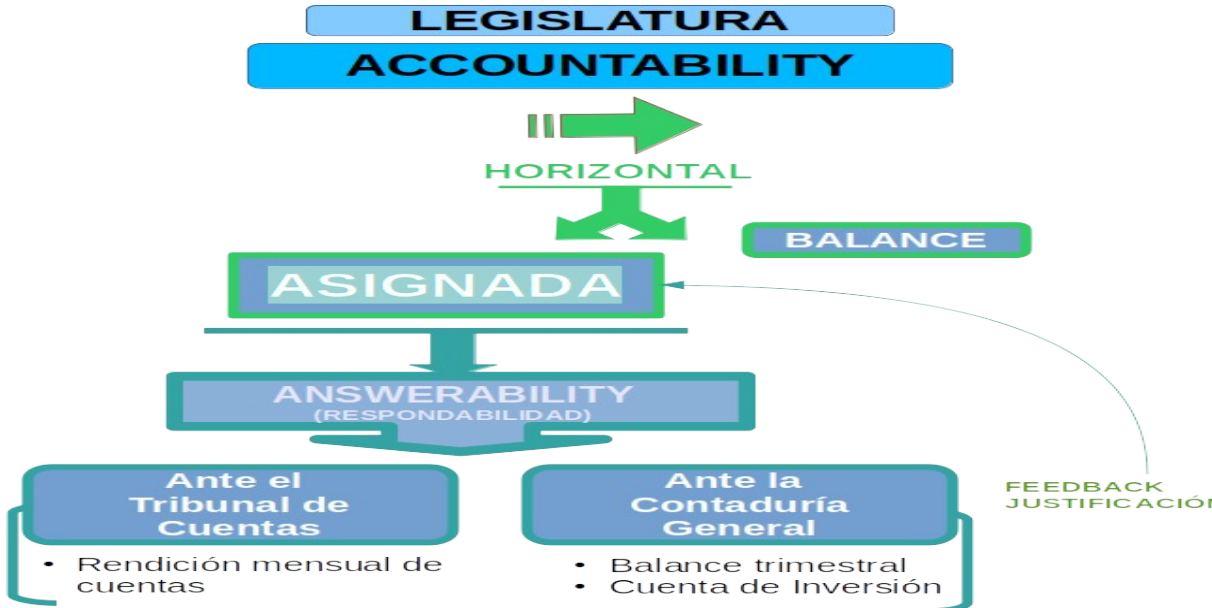 LEGISLATURA
ACCOUNTABILITY
HORIZONTAL
BALANCE
ASIGNADA
ANSWERABILITY
(RESPONDABILIDAD)
Ante el
Tribunal de
Cuentas
• Rendición mensual de
cuentas
Ante la
Contaduría
General
• Balance trimestral
• Cuenta de Inversión
FEEDBACK
JUSTIFICACIÓN